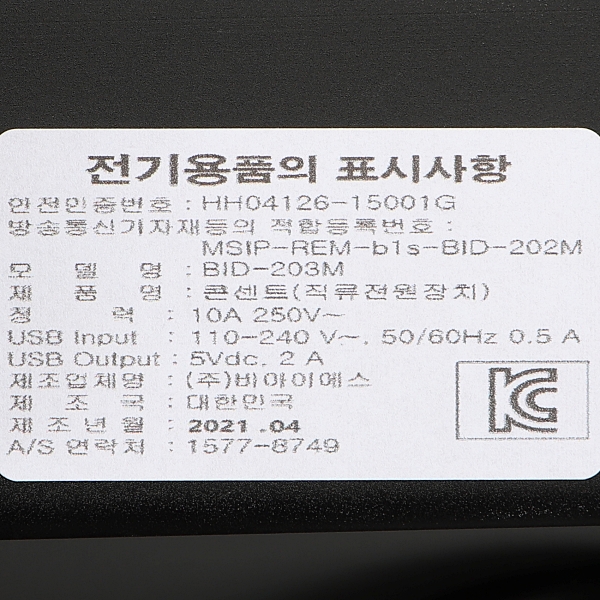 전기용품의 표시사항
안전인증번호 : HH04126-15001G
방송통신기자재등의 적합등록번호 :
MSIP-REM-b1s-BID-202M
모 델 명 : BID-203M
제 품 명 : 콘센트(직류전원장치)
정 력 : 10A 250V~
USB Input : 110-240 V~, 50/60Hz 0.5 A
USB Output : 5Vdc, 2 A
제조업체명 : (주)비아이에스
제 조 국 : 대한민국
제 조년 월 : 2021 .04
A/S 연락처 : 1577-8749
KC